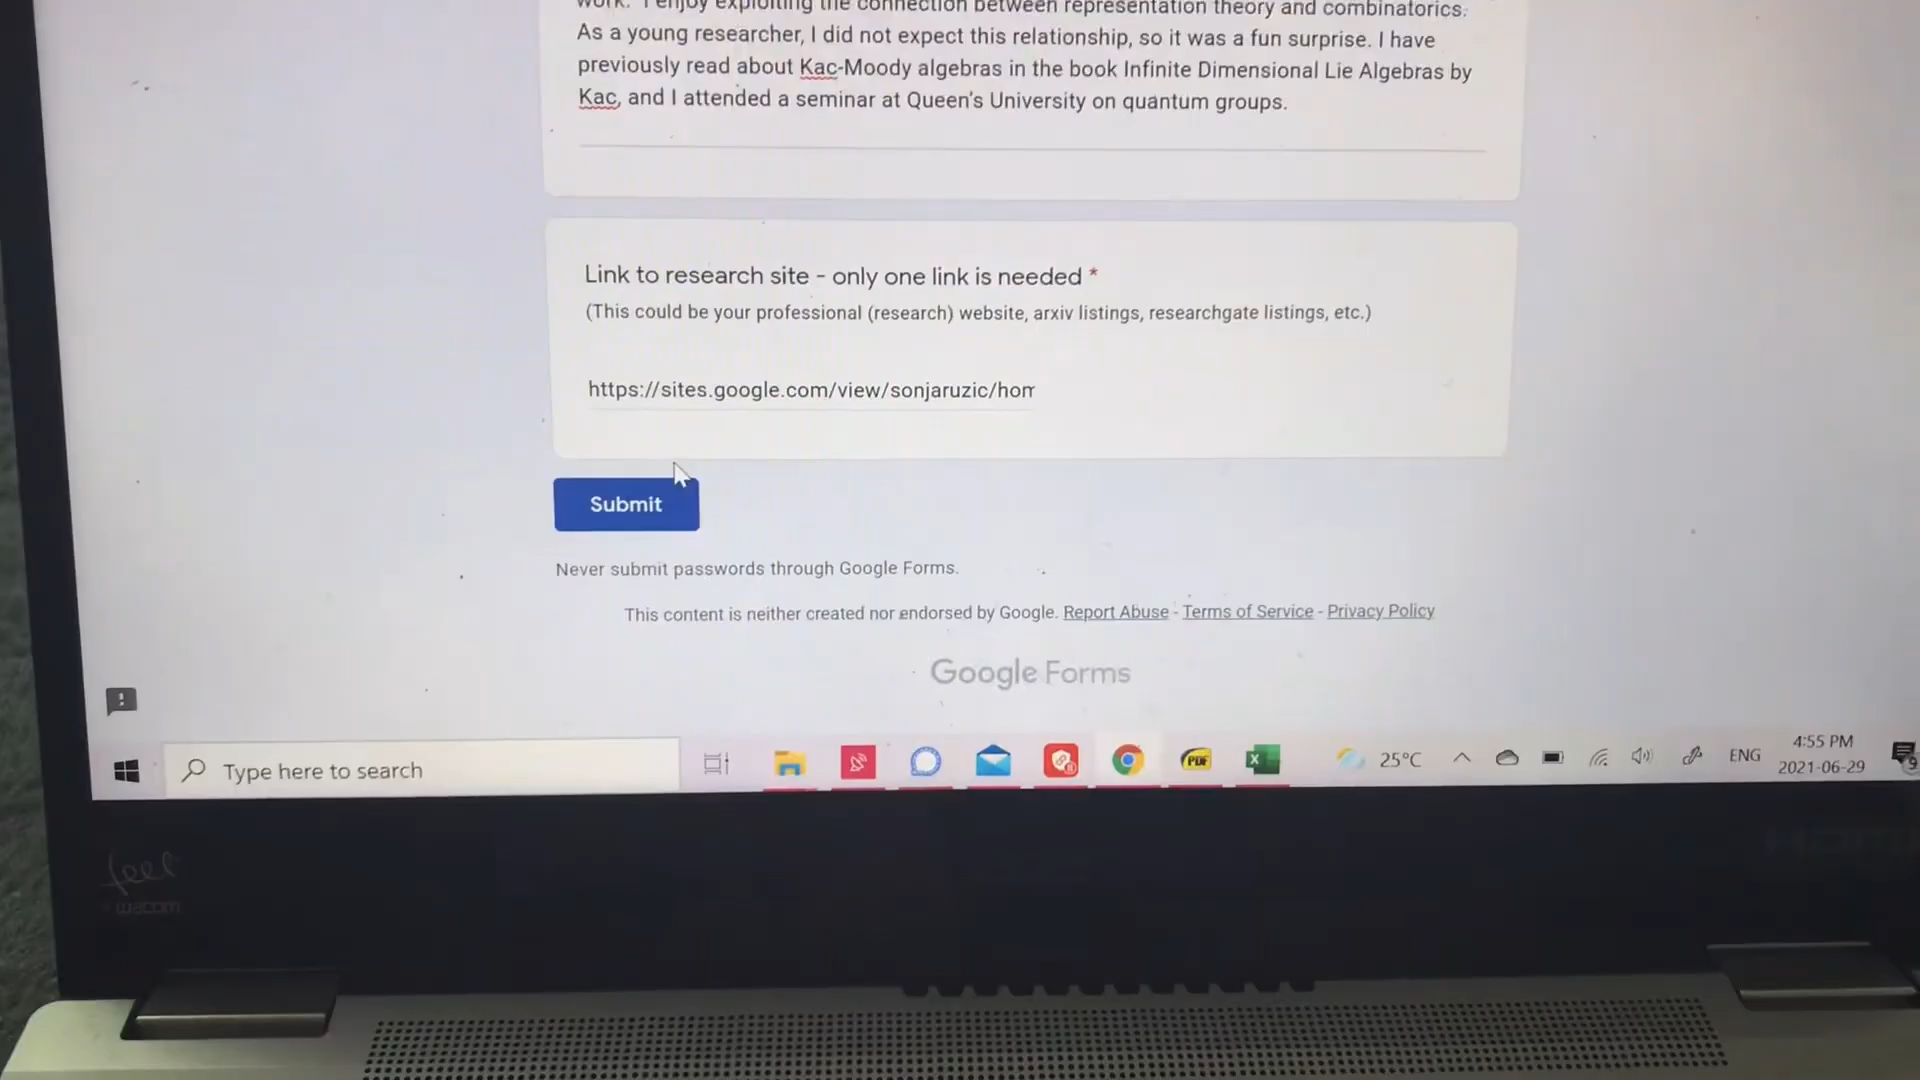 work. I enjoy exploiting the connection between representation theory and combinatorics.
As a young researcher, I did not expect this relationship, so it was a fun surprise. I have
previously read about Kac-Moody algebras in the book Infinite Dimensional Lie Algebras by
Kac, and I attended a seminar at Queen's University on quantum groups.
Link to research site - only one link is needed *
(This could be your professional (research) website, arxiv listings, researchgate listings, etc.)
https://sites.google.com/view/sonjaruzic/hom
Submit
Never submit passwords through Google Forms.
This content is neither created nor endorsed by Google. Report Abuse - Terms of Service - Privacy Policy
Google Forms
Type here to search
PDF
25°C
ENG
4:55 PM
2021-06-29
9
feel
wacom